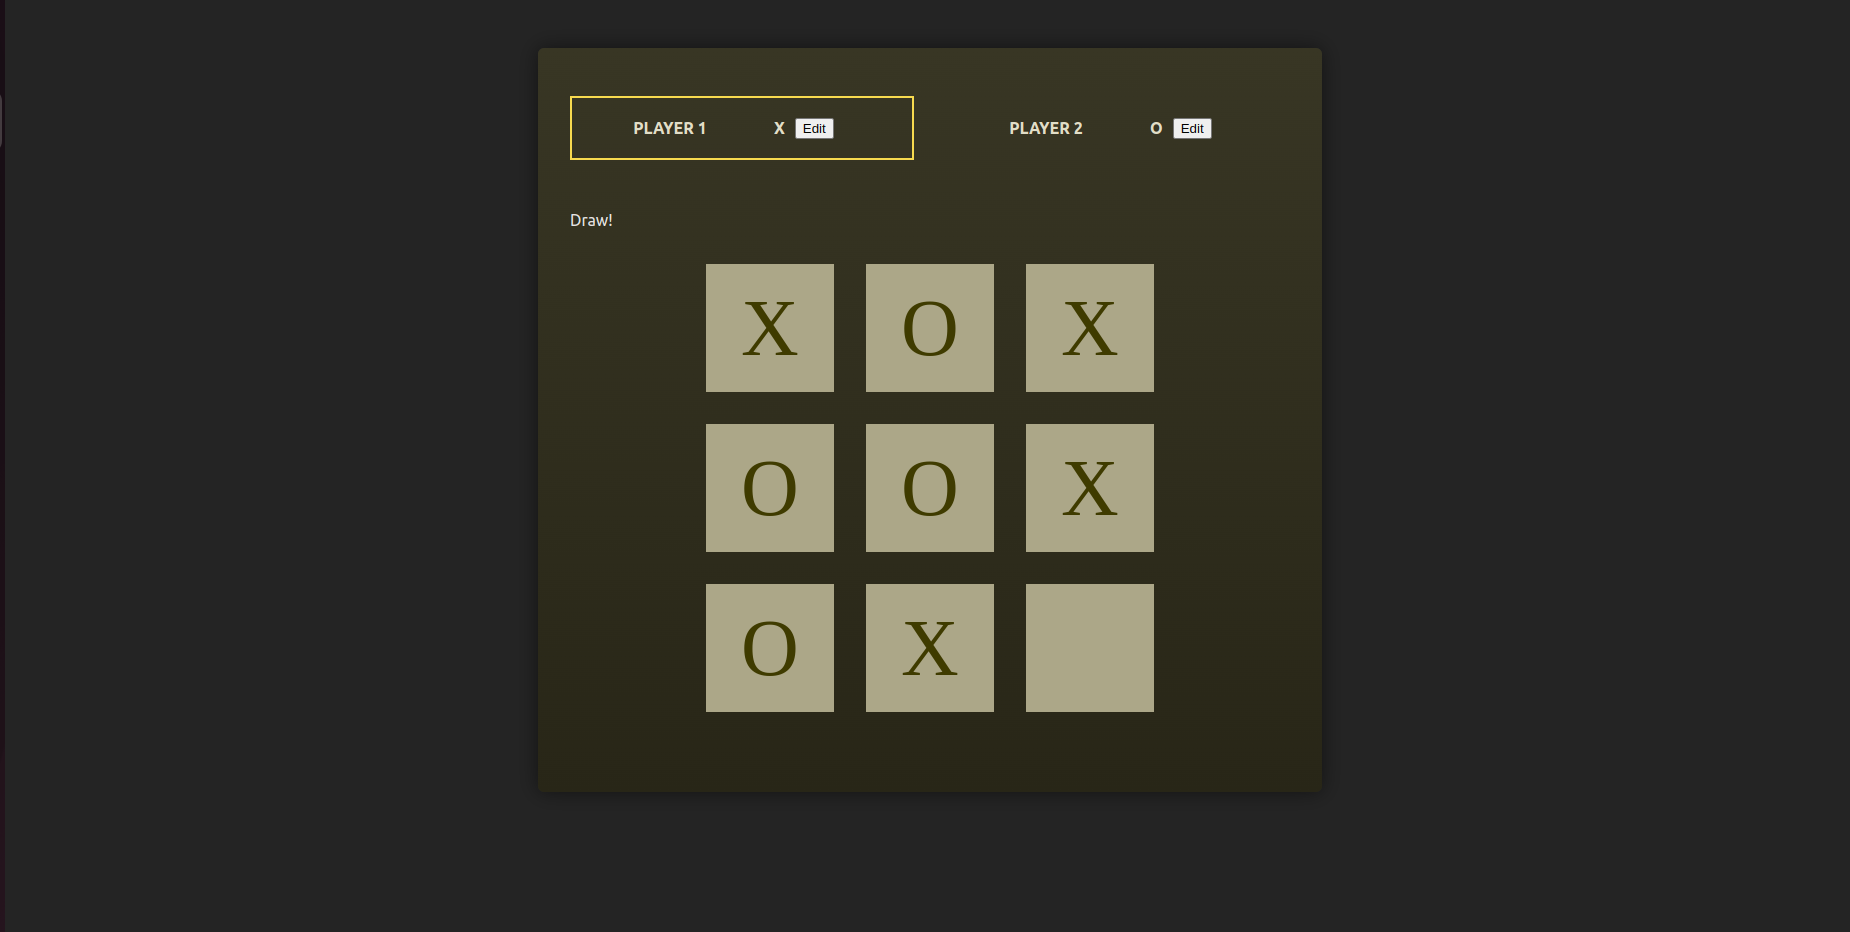 PLAYER 1 X Edit PLAYER 2 O Edit
Draw!
X O X
O O X
O X